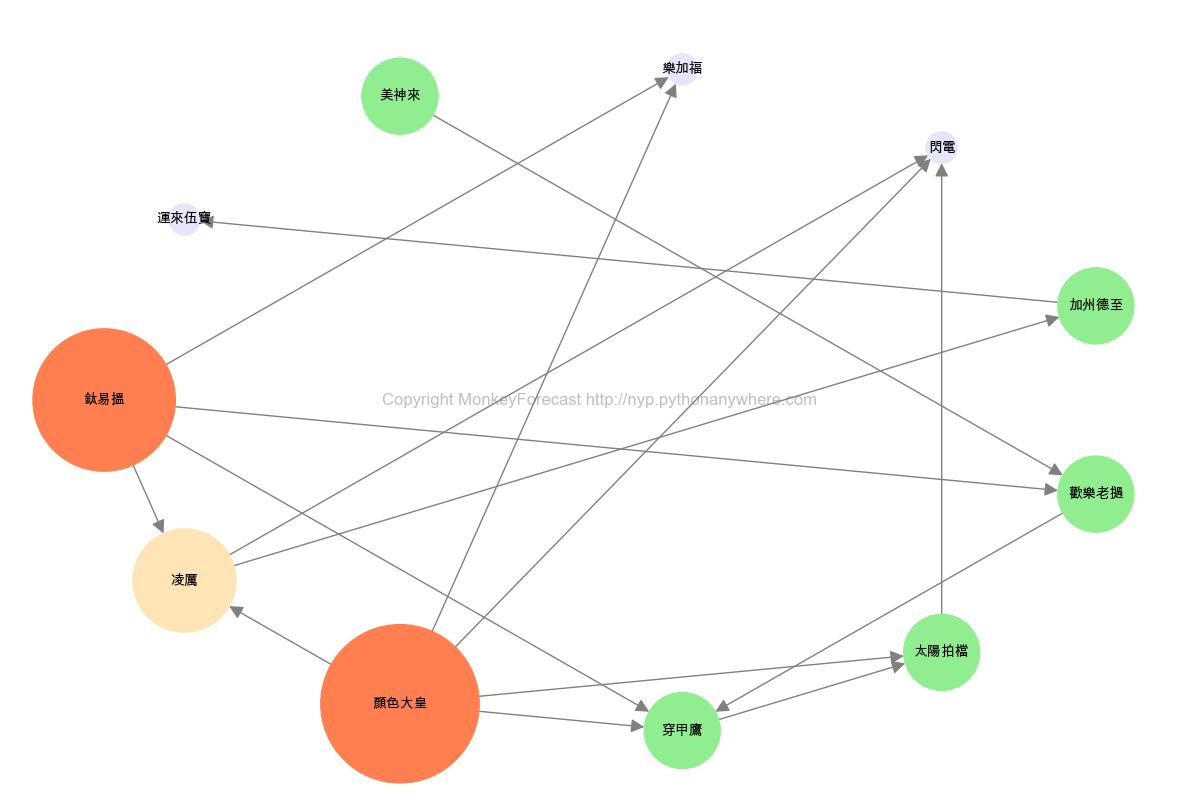 樂加福
美神來
閃電
運來伍寶
加州德至
鈦易搵
Copyright MonkeyForecast http://nyp.pythonanywhere.com
歡樂老撾
凌厲
太陽拍檔
顏色大皇
穿甲鷹